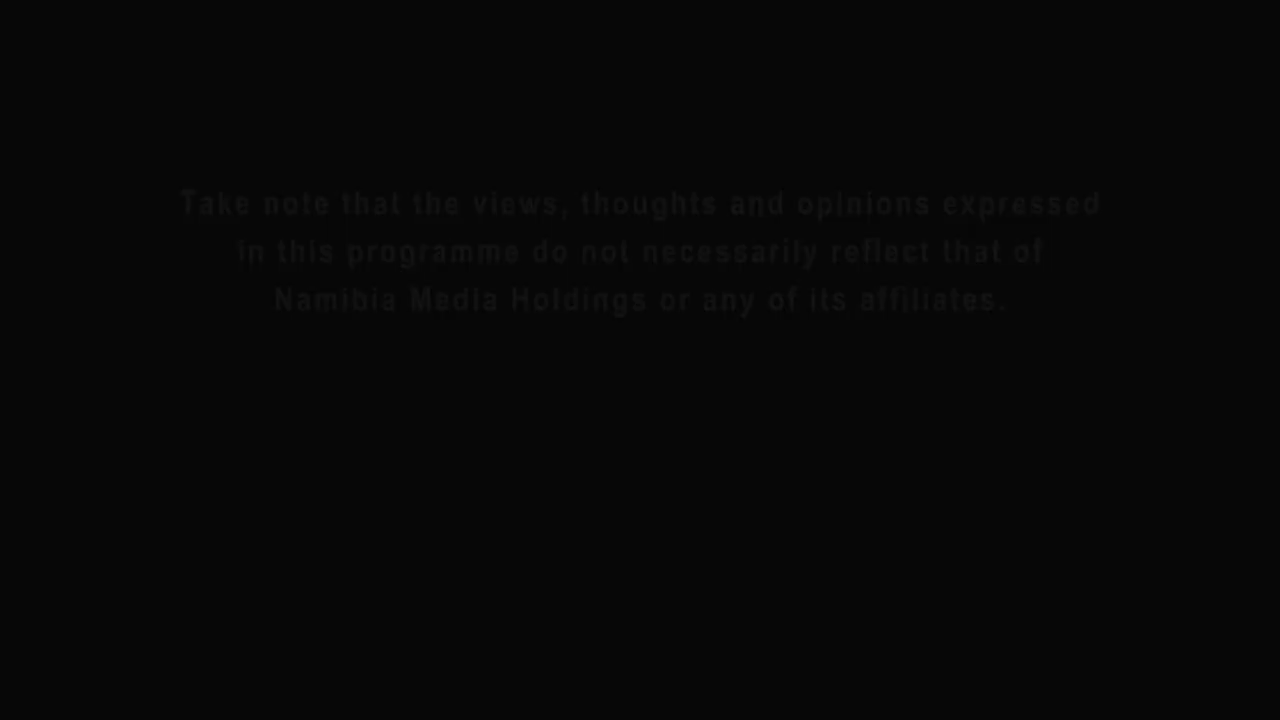 Take note that the views, thoughts and opinions expressed
in this programme do not necessarily reflect that of
Namibia Media Holdings or any of its affiliates.